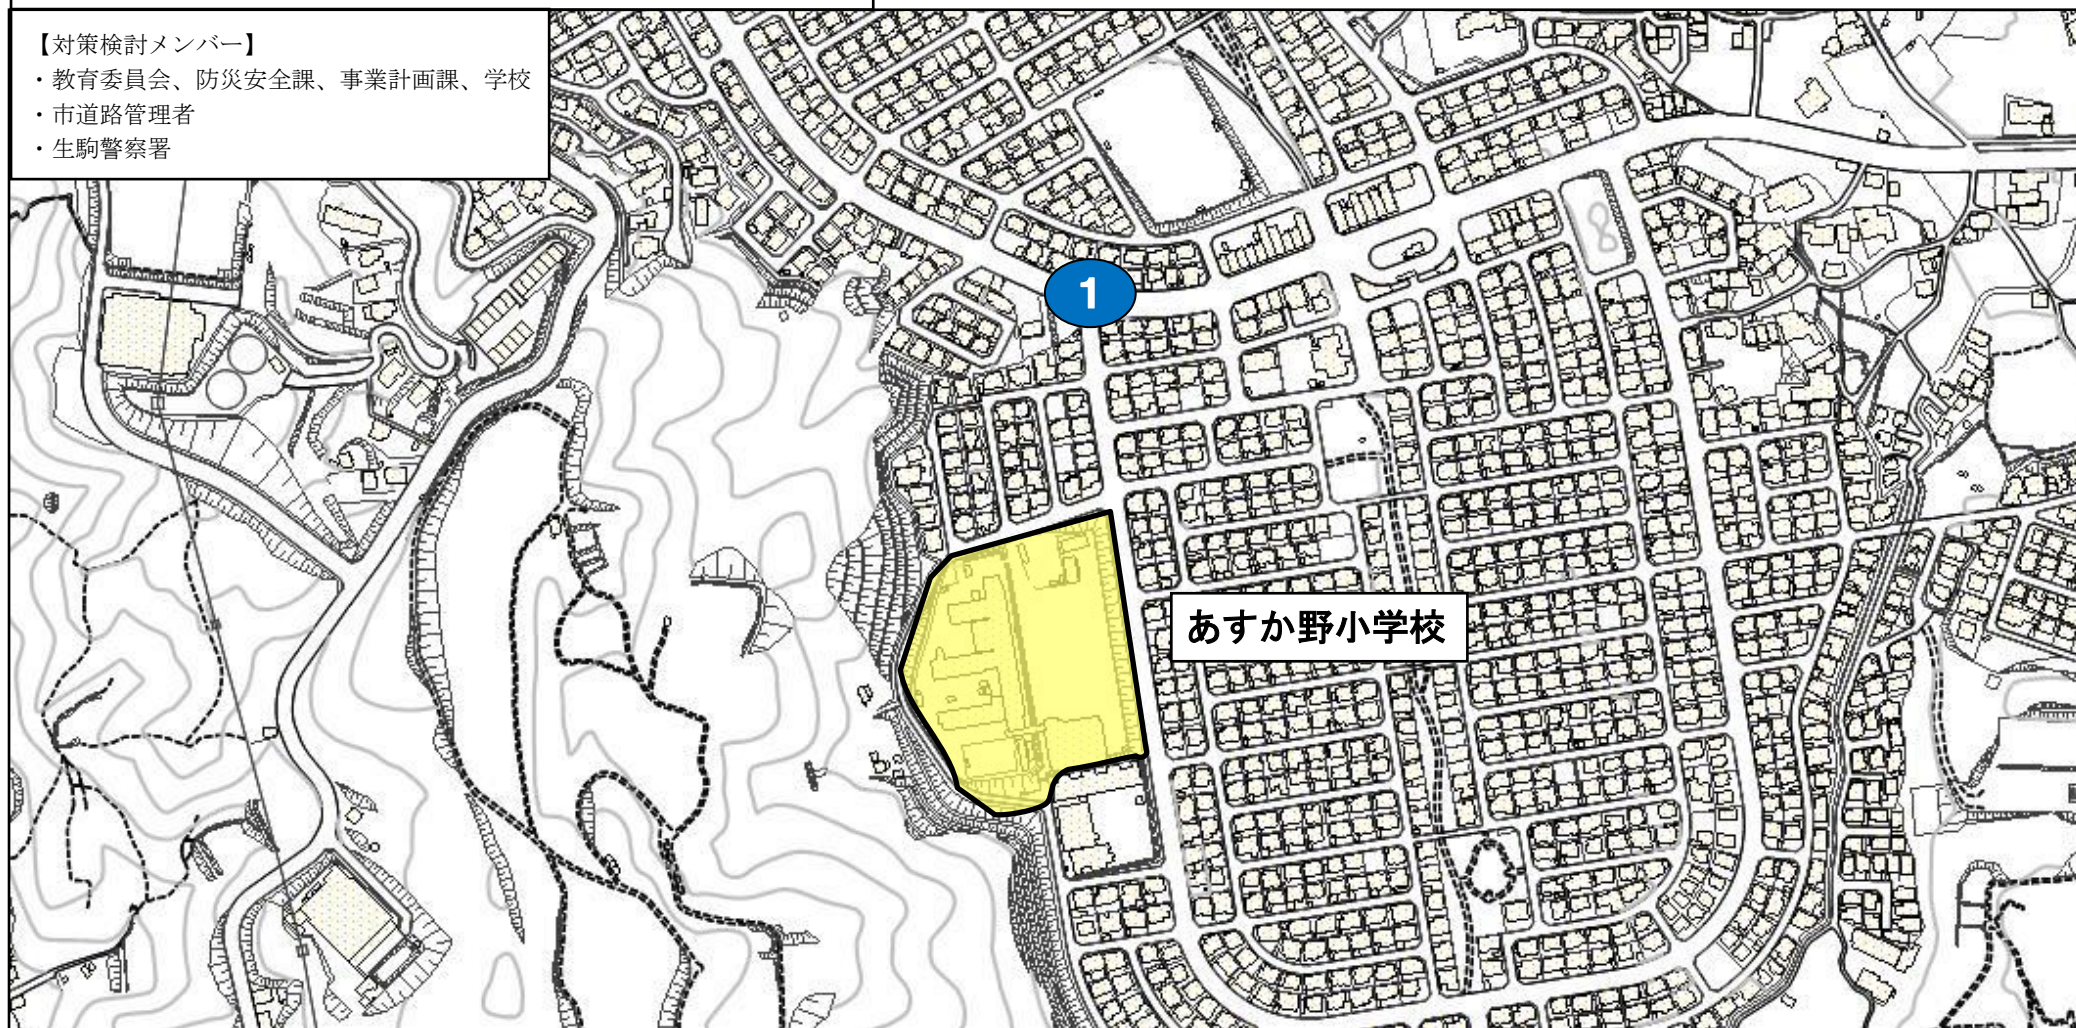 【対策検討メンバー】
・教育委員会、防災安全課、事業計画課、学校
・市道路管理者
・生駒警察署
1
あすか野小学校